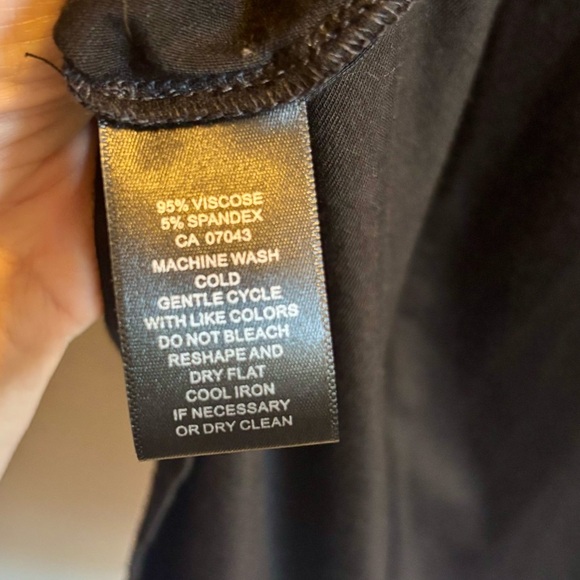 95% VISCOSE
5% SPANDEX
CA 07043
MACHINE WASH
COLD
GENTLE CYCLE
WITH LIKE COLORS
DO NOT BLEACH
RESHAPE AND
DRY FLAT
COOL IRON
IF NECESSARY
OR DRY CLEAN